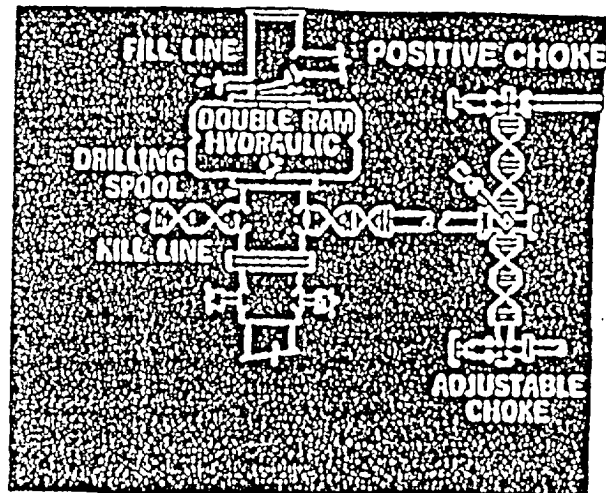 FILL LINE
POSITIVE CHOKE
DOUBLE RAM
HYDRAULIC
DRILLING
SPOOL
KILL LINE
ADJUSTABLE
CHOKE